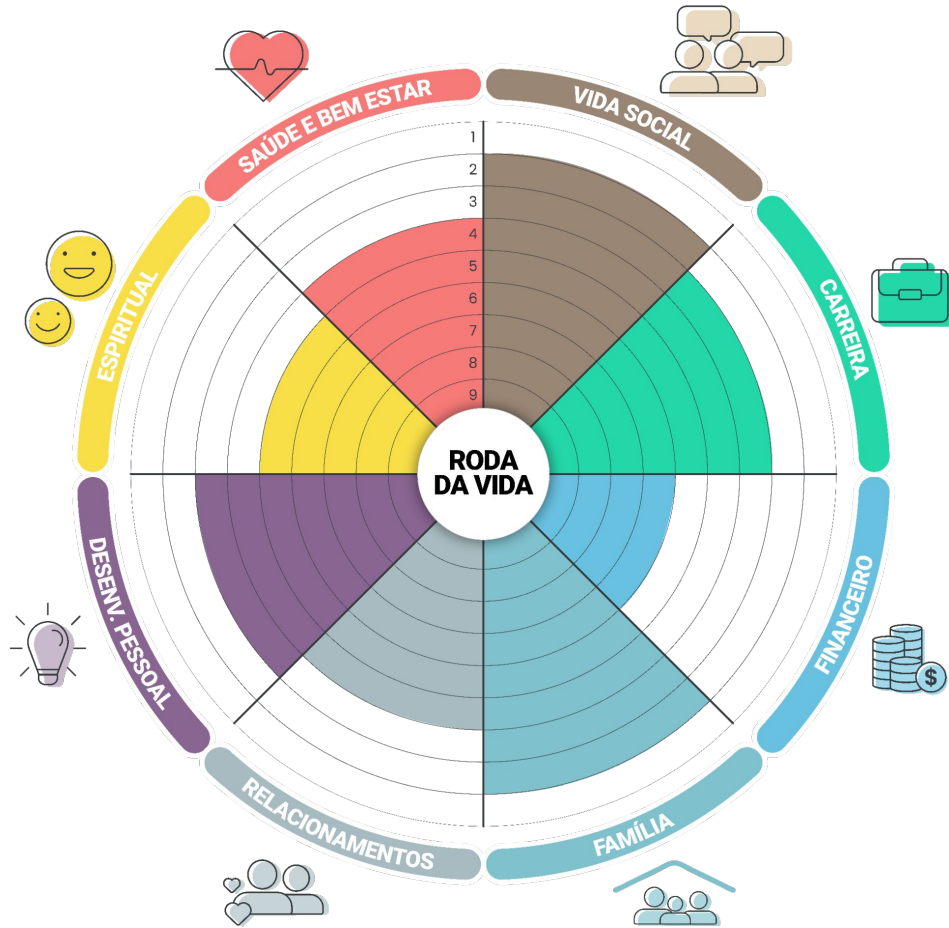 SAÚDE E BEM ESTAR
VIDA SOCIAL
1
2
3
4
5
6
7
8
9
ESPIRITUAL
CARREIRA
RODA
DA VIDA
DESENV. PESSOAL
FINANCEIRO
$
RELACIONAMENTOS
FAMÍLIA